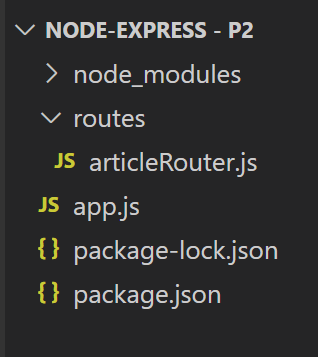 NODE-EXPRESS - P2
node_modules
routes
JS articleRouter.js
JS app.js
{} package-lock.json
{} package.json